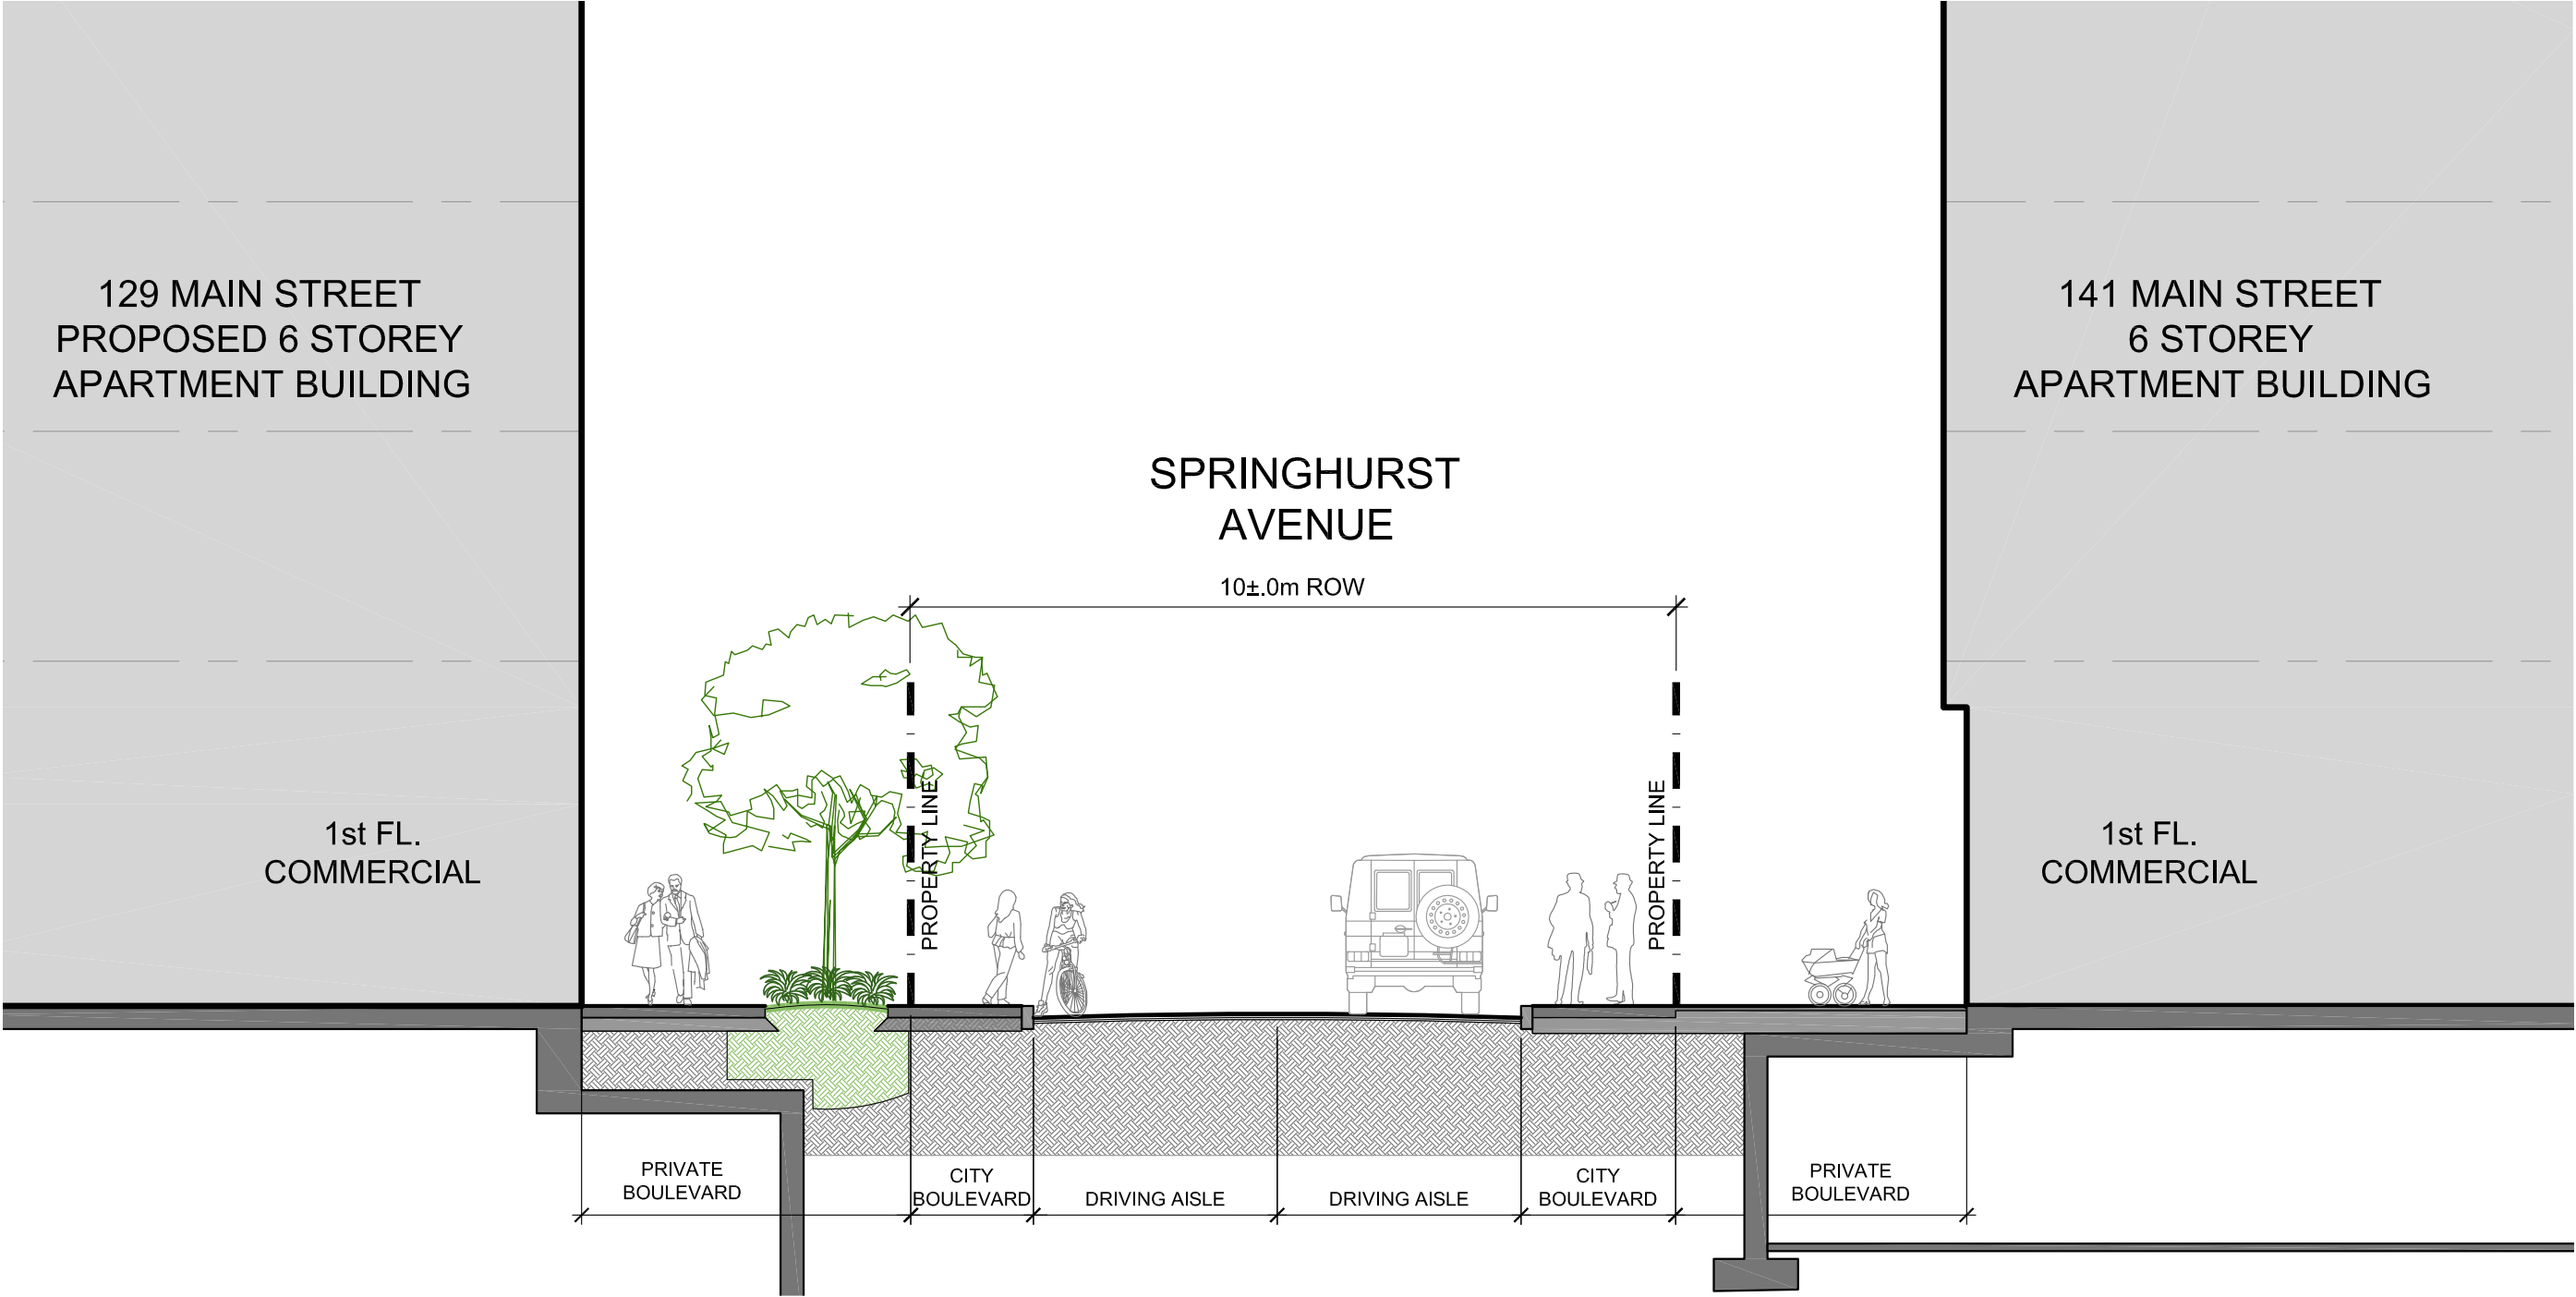 129 MAIN STREET
PROPOSED 6 STOREY
APARTMENT BUILDING
141 MAIN STREET
6 STOREY
APARTMENT BUILDING
SPRINGHURST
AVENUE
10±.0m ROW
PROPERTY LINE
PROPERTY LINE
1st FL.
COMMERCIAL
1st FL.
COMMERCIAL
PRIVATE
BOULEVARD
CITY
BOULEVARD
DRIVING AISLE
DRIVING AISLE
CITY
BOULEVARD
PRIVATE
BOULEVARD